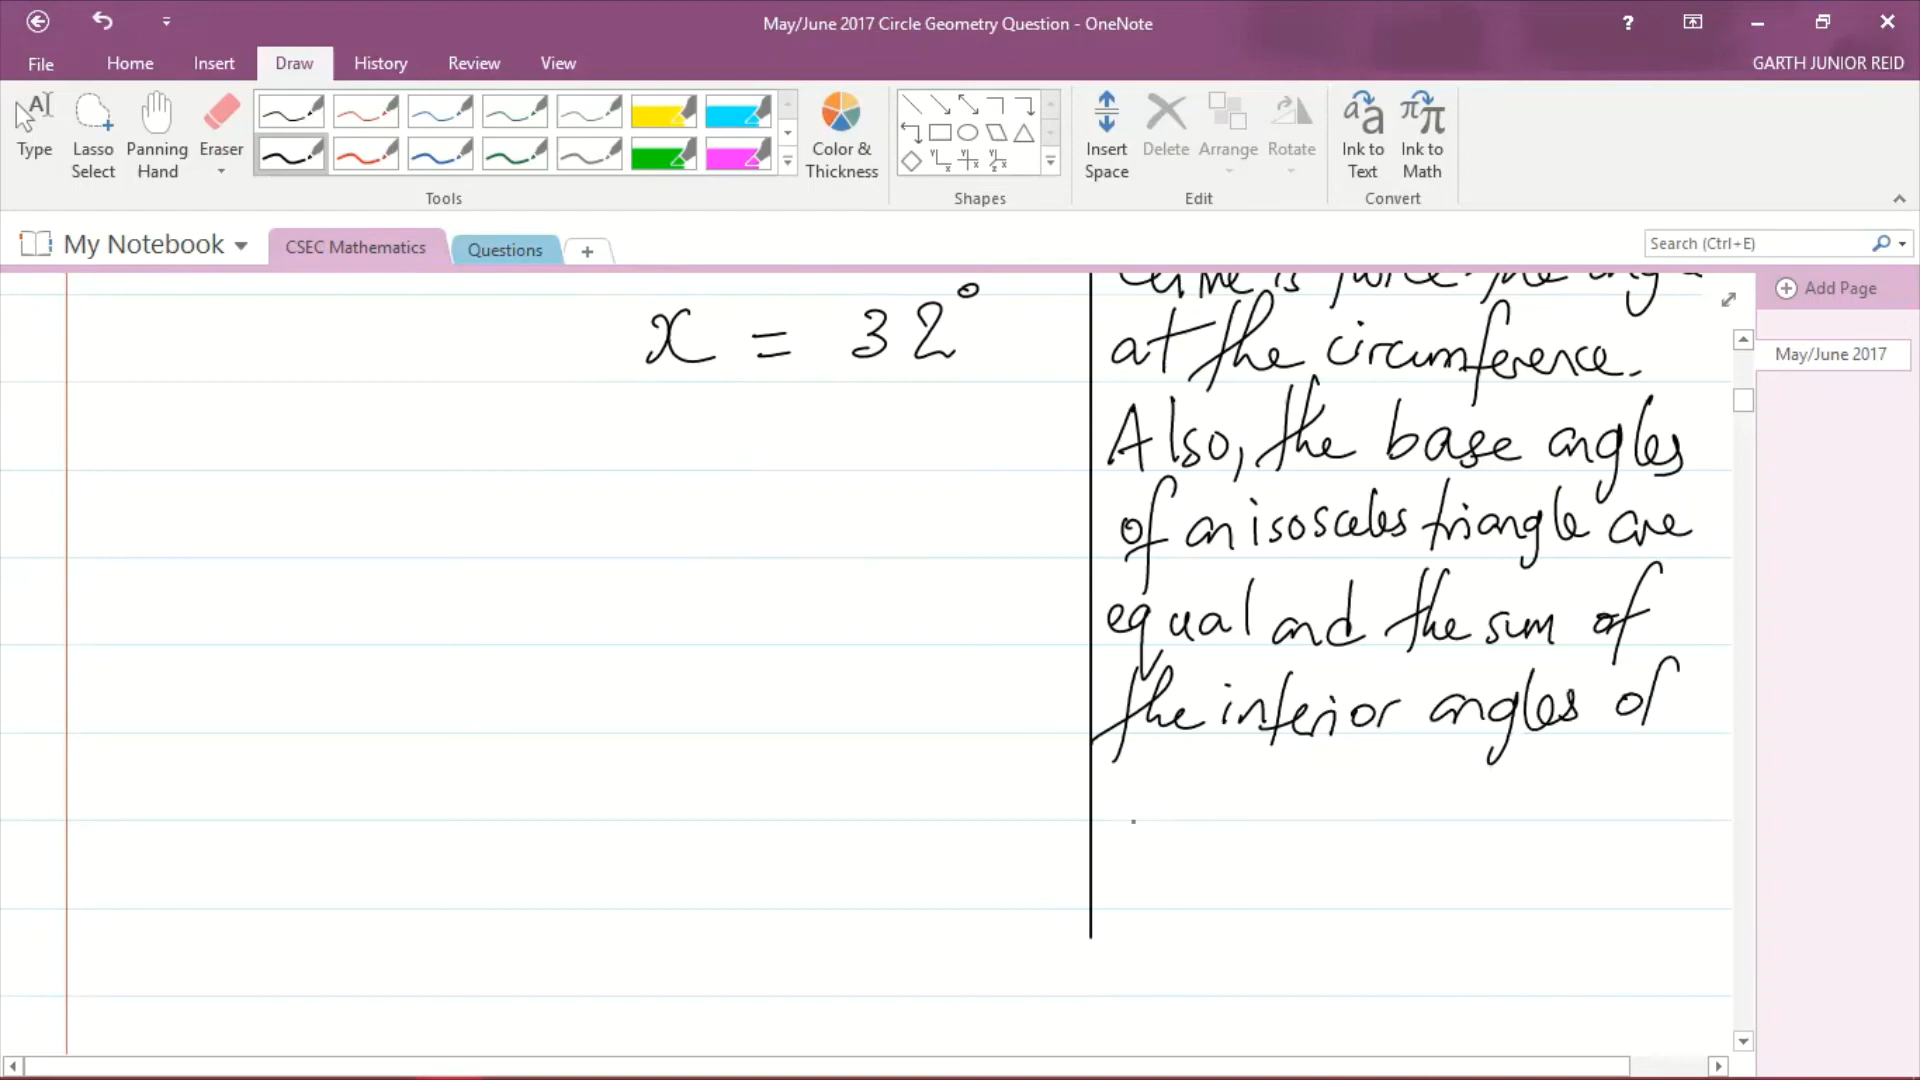 May/June 2017 Circle Geometry Question - OneNote
?
File
Home
Insert
Draw
History
Review
View
GARTH JUNIOR REID
Type
Lasso Select
Panning Hand
Eraser
Color & Thickness
Insert Space
Delete
Arrange
Rotate
Ink to Text
Ink to Math
Tools
Shapes
Edit
Convert
My Notebook
CSEC Mathematics
Questions
Search (Ctrl+E)
Add Page
May/June 2017
x = 32°
is twice the
at the circumference.
Also, the base angles
of an isosceles triangle are
equal and the sum of
the interior angles of